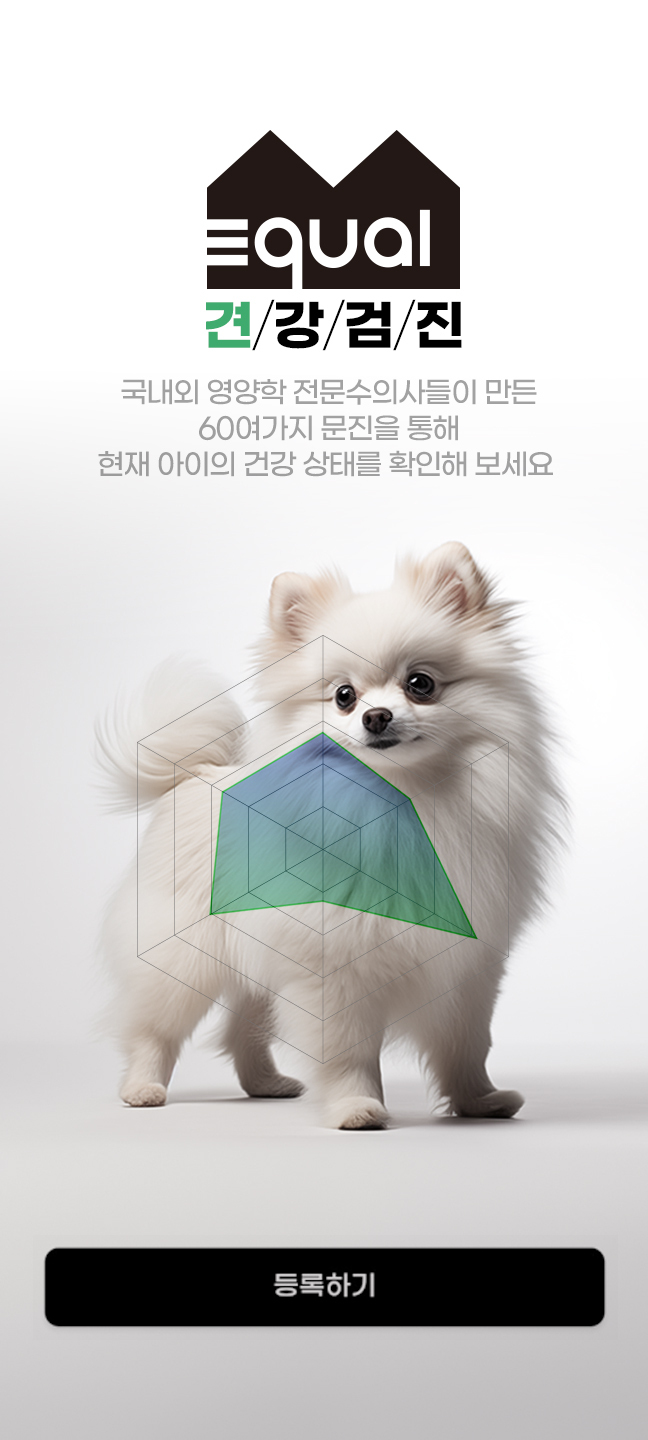 Equal
견/강/검/진
국내외 영양학 전문수의사들이 만든
60여가지 문진을 통해
현재 아이의 건강 상태를 확인해 보세요
등록하기